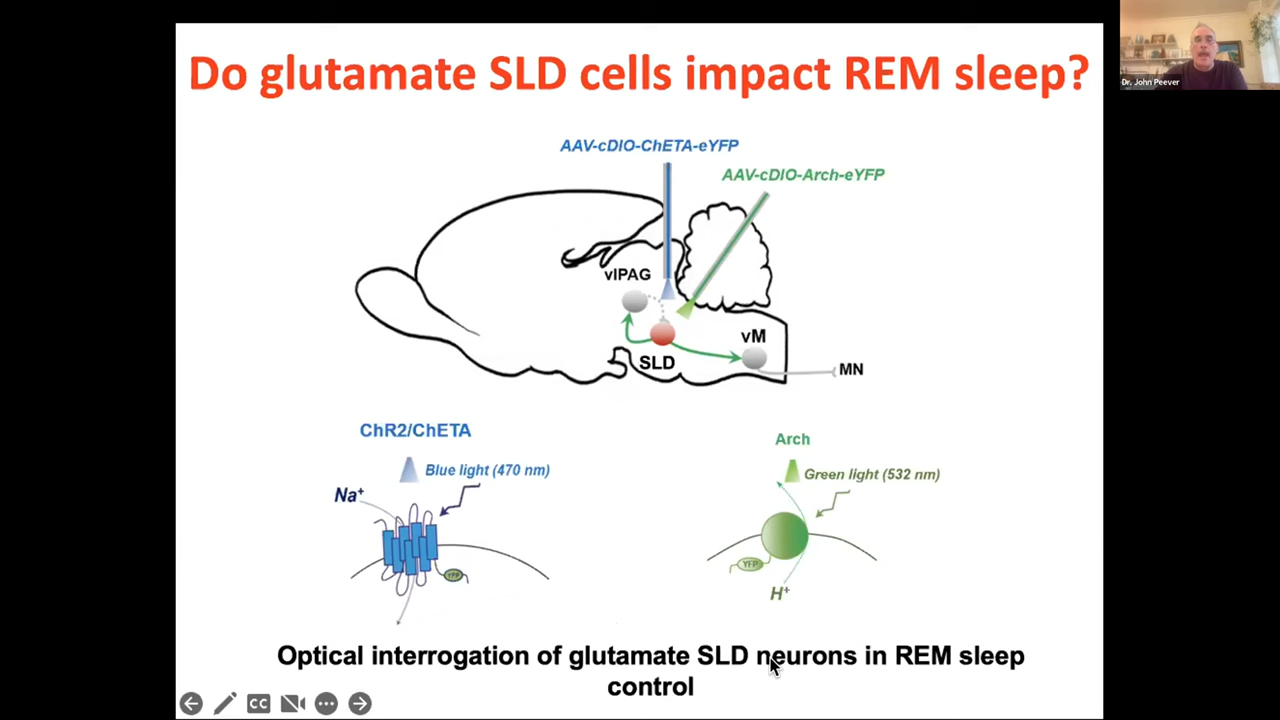 Do glutamate SLD cells impact REM sleep?
Dr. John Peever
AAV-cDIO-ChETA-eYFP
AAV-cDIO-Arch-eYFP
vlPAG
SLD
vM
MN
ChR2/ChETA
Blue light (470 nm)
Na+
YFP
Arch
Green light (532 nm)
YFP
H+
Optical interrogation of glutamate SLD neurons in REM sleep
control
CC